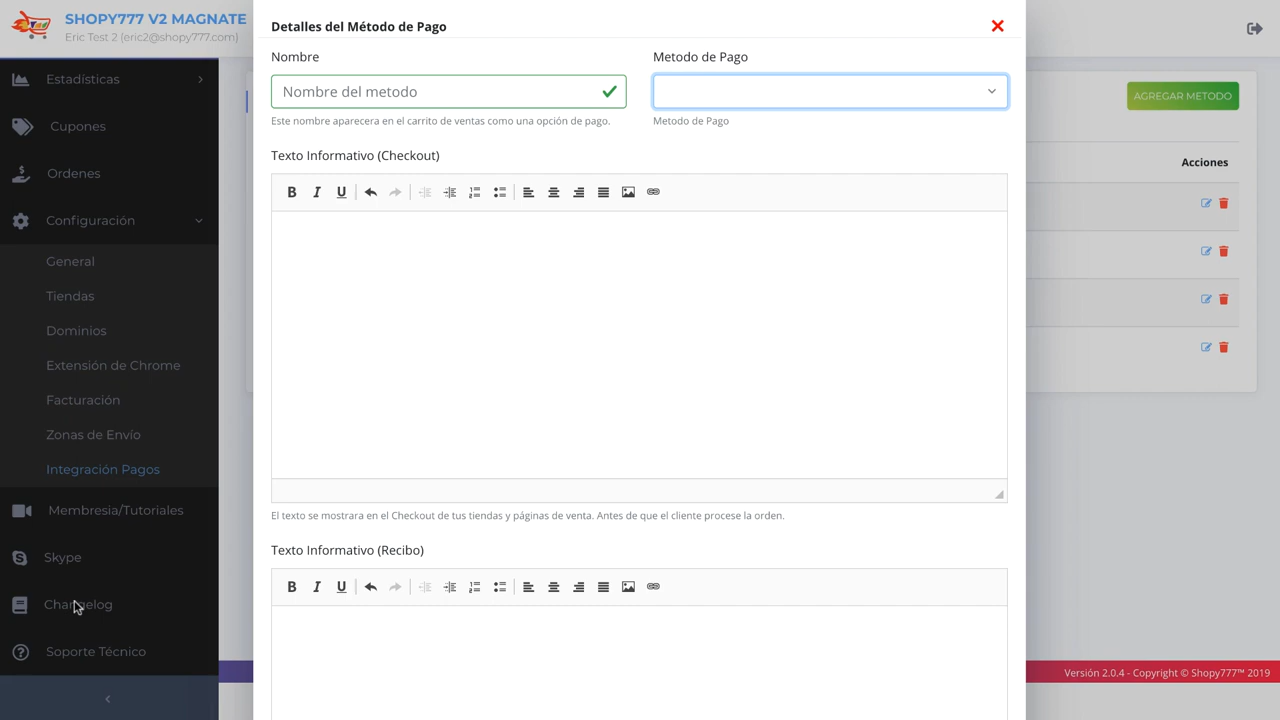 SHOPY777 V2 MAGNATE
Eric Test 2 (eric2@shopy777.com)
Estadísticas
Cupones
Ordenes
Configuración
General
Tiendas
Dominios
Extensión de Chrome
Facturación
Zonas de Envío
Integración Pagos
Membresia/Tutoriales
Skype
Changelog
Soporte Técnico
Detalles del Método de Pago
Nombre
Metodo de Pago
Nombre del metodo
Este nombre aparecera en el carrito de ventas como una opción de pago.
Metodo de Pago
Texto Informativo (Checkout)
B I U
El texto se mostrara en el Checkout de tus tiendas y páginas de venta. Antes de que el cliente procese la orden.
Texto Informativo (Recibo)
B I U
AGREGAR METODO
Acciones
Versión 2.0.4 - Copyright © Shopy777™ 2019